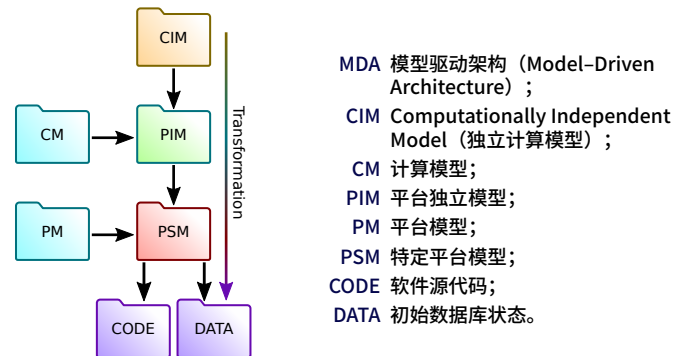 CIM
CM
PIM
Transformation
PM
PSM
CODE
DATA
MDA 模型驱动架构（Model–Driven
Architecture）；
CIM Computationally Independent
Model（独立计算模型）；
CM 计算模型；
PIM 平台独立模型；
PM 平台模型；
PSM 特定平台模型；
CODE 软件源代码；
DATA 初始数据库状态。